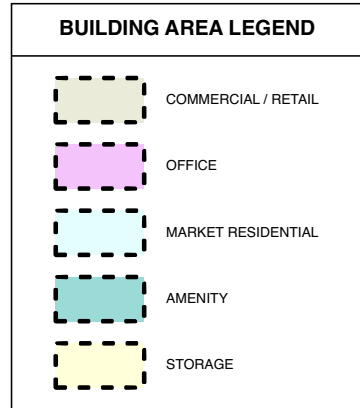 BUILDING AREA LEGEND
COMMERCIAL / RETAIL
OFFICE
MARKET RESIDENTIAL
AMENITY
STORAGE